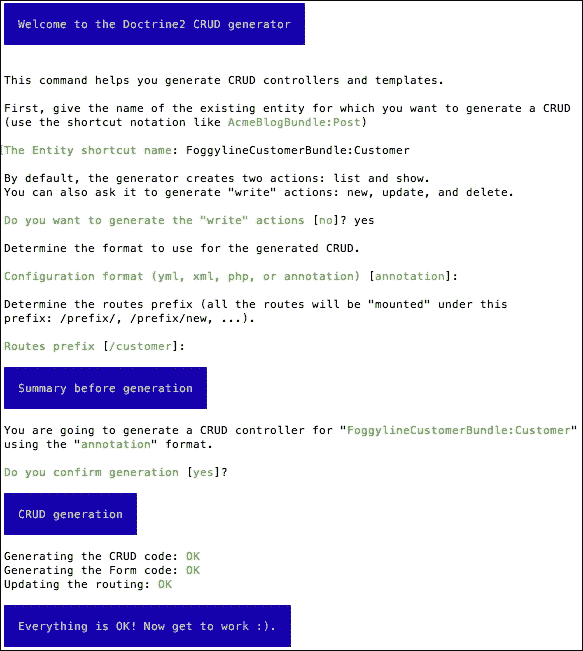 Welcome to the Doctrine2 CRUD generator
This command helps you generate CRUD controllers and templates.
First, give the name of the existing entity for which you want to generate a CRUD
(use the shortcut notation like AcmeBlogBundle:Post)
The Entity shortcut name: FoggylineCustomerBundle:Customer
By default, the generator creates two actions: list and show.
You can also ask it to generate "write" actions: new, update, and delete.
Do you want to generate the "write" actions [no]? yes
Determine the format to use for the generated CRUD.
Configuration format (yml, xml, php, or annotation) [annotation]:
Determine the routes prefix (all the routes will be "mounted" under this
prefix: /prefix/, /prefix/new, ...).
Routes prefix [/customer]:
Summary before generation
You are going to generate a CRUD controller for "FoggylineCustomerBundle:Customer"
using the "annotation" format.
Do you confirm generation [yes]?
CRUD generation
Generating the CRUD code: OK
Generating the Form code: OK
Updating the routing: OK
Everything is OK! Now get to work :).